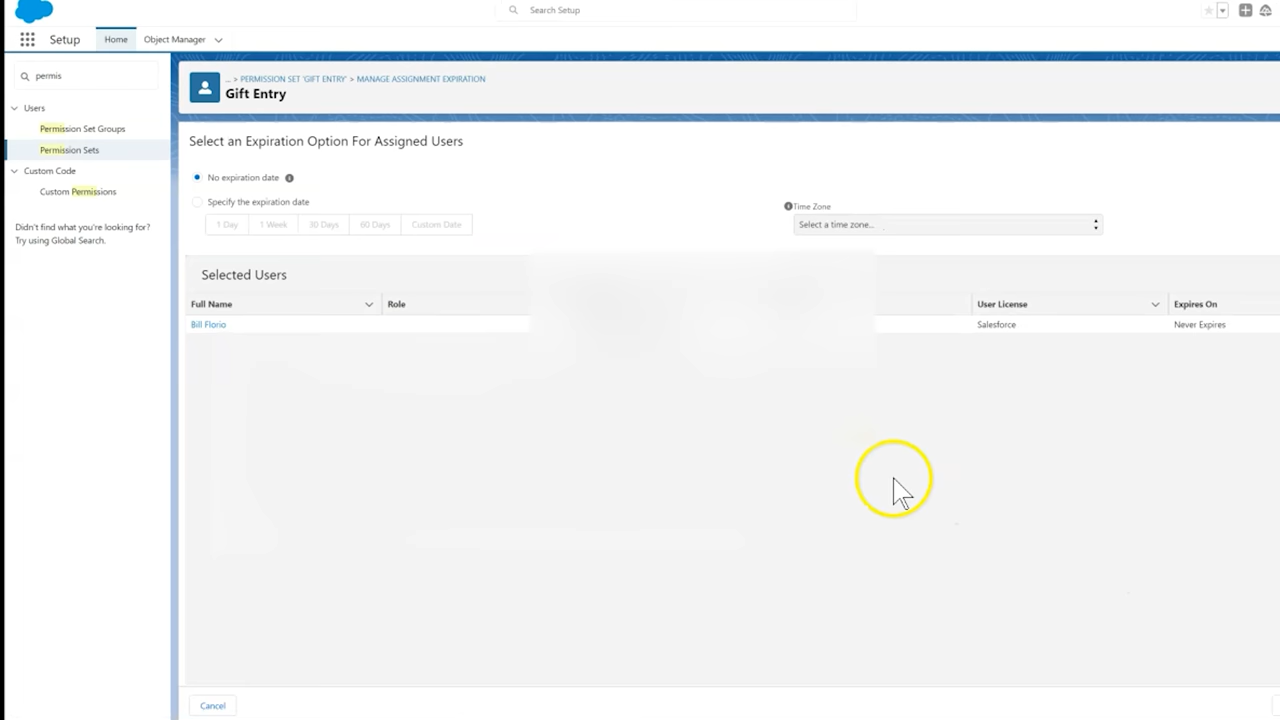 Search Setup
Setup Home Object Manager
permis
... > PERMISSION SET 'GIFT ENTRY' > MANAGE ASSIGNMENT EXPIRATION
Gift Entry
Users
Permission Set Groups
Permission Sets
Custom Code
Custom Permissions
Didn't find what you're looking for?
Try using Global Search.
Select an Expiration Option For Assigned Users
No expiration date
Specify the expiration date
1 Day 1 Week 30 Days 60 Days Custom Date
Time Zone
Select a time zone...
Selected Users
Full Name Role User License Expires On
Bill Florio Salesforce Never Expires
Cancel